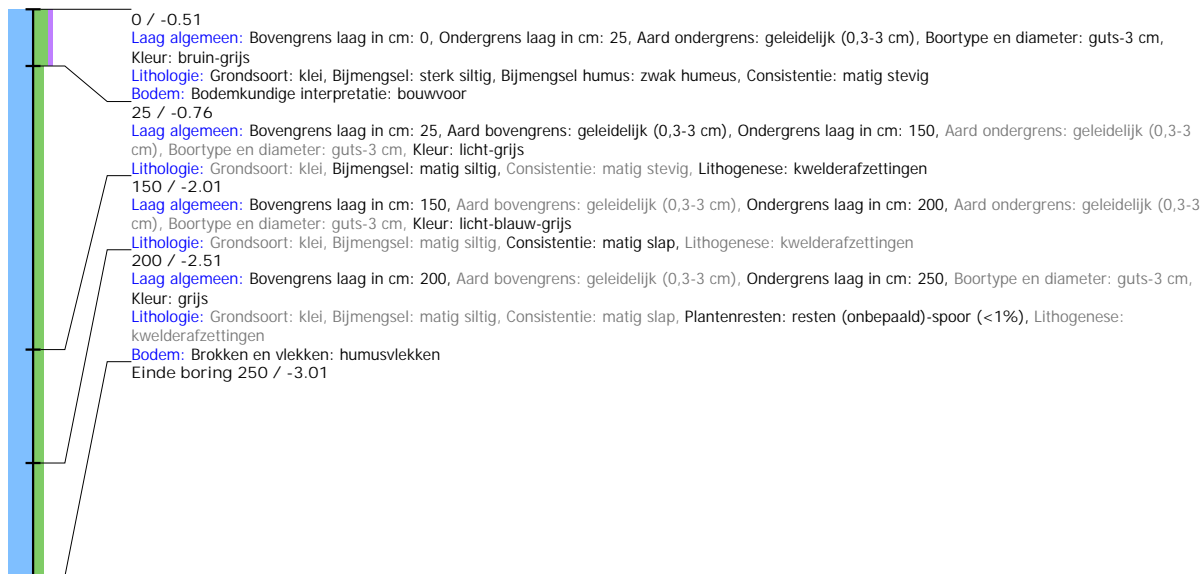 0 / -0.51
Laag algemeen: Bovengrens laag in cm: 0, Ondergrens laag in cm: 25, Aard ondergrens: geleidelijk (0,3-3 cm), Boortype en diameter: guts-3 cm,
Kleur: bruin-grijs
Lithologie: Grondsoort: klei, Bijmengsel: sterk siltig, Bijmengsel humus: zwak humeus, Consistentie: matig stevig
Bodem: Bodemkundige interpretatie: bouwvoor
25 / -0.76
Laag algemeen: Bovengrens laag in cm: 25, Aard bovengrens: geleidelijk (0,3-3 cm), Ondergrens laag in cm: 150, Aard ondergrens: geleidelijk (0,3-3
cm), Boortype en diameter: guts-3 cm, Kleur: licht-grijs
Lithologie: Grondsoort: klei, Bijmengsel: matig siltig, Consistentie: matig stevig, Lithogenese: kwelderafzettingen
150 / -2.01
Laag algemeen: Bovengrens laag in cm: 150, Aard bovengrens: geleidelijk (0,3-3 cm), Ondergrens laag in cm: 200, Aard ondergrens: geleidelijk (0,3-3
cm), Boortype en diameter: guts-3 cm, Kleur: licht-blauw-grijs
Lithologie: Grondsoort: klei, Bijmengsel: matig siltig, Consistentie: matig slap, Lithogenese: kwelderafzettingen
200 / -2.51
Laag algemeen: Bovengrens laag in cm: 200, Aard bovengrens: geleidelijk (0,3-3 cm), Ondergrens laag in cm: 250, Boortype en diameter: guts-3 cm,
Kleur: grijs
Lithologie: Grondsoort: klei, Bijmengsel: matig siltig, Consistentie: matig slap, Plantenresten: resten (onbepaald)-spoor (<1%), Lithogenese:
kwelderafzettingen
Bodem: Brokken en vlekken: humusvlekken
Einde boring 250 / -3.01